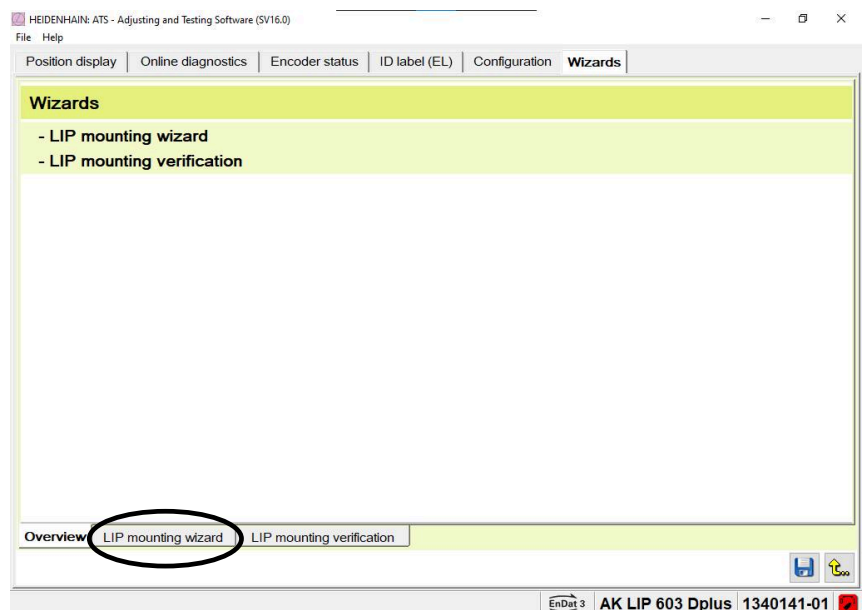 HEIDENHAIN: ATS - Adjusting and Testing Software (SV16.0)
File Help
Position display Online diagnostics Encoder status ID label (EL) Configuration Wizards
Wizards
- LIP mounting wizard
- LIP mounting verification
Overview LIP mounting wizard LIP mounting verification
EnDat 3 AK LIP 603 Dplus 1340141-01